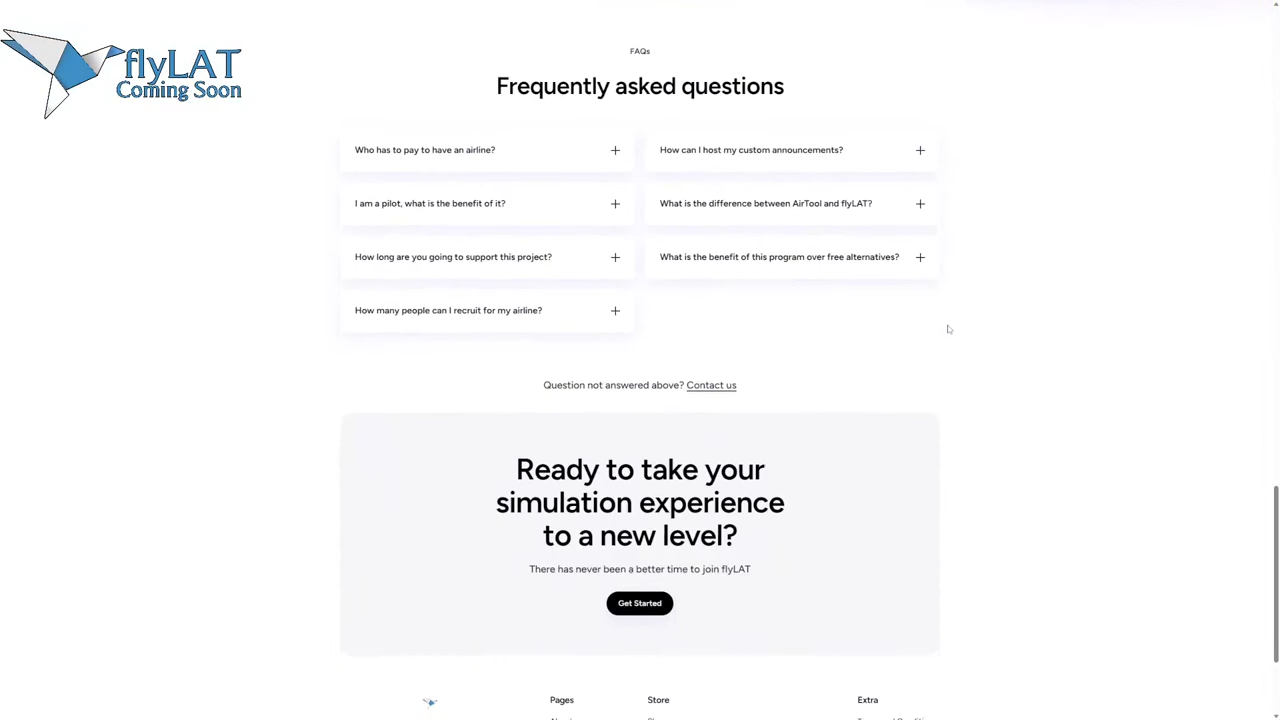 flyLAT
Coming Soon
FAQs
Frequently asked questions
Who has to pay to have an airline?
How can I host my custom announcements?
I am a pilot, what is the benefit of it?
What is the difference between AirTool and flyLAT?
How long are you going to support this project?
What is the benefit of this program over free alternatives?
How many people can I recruit for my airline?
Question not answered above? Contact us
Ready to take your
simulation experience
to a new level?
There has never been a better time to join flyLAT
Get Started
Pages
Store
Extra